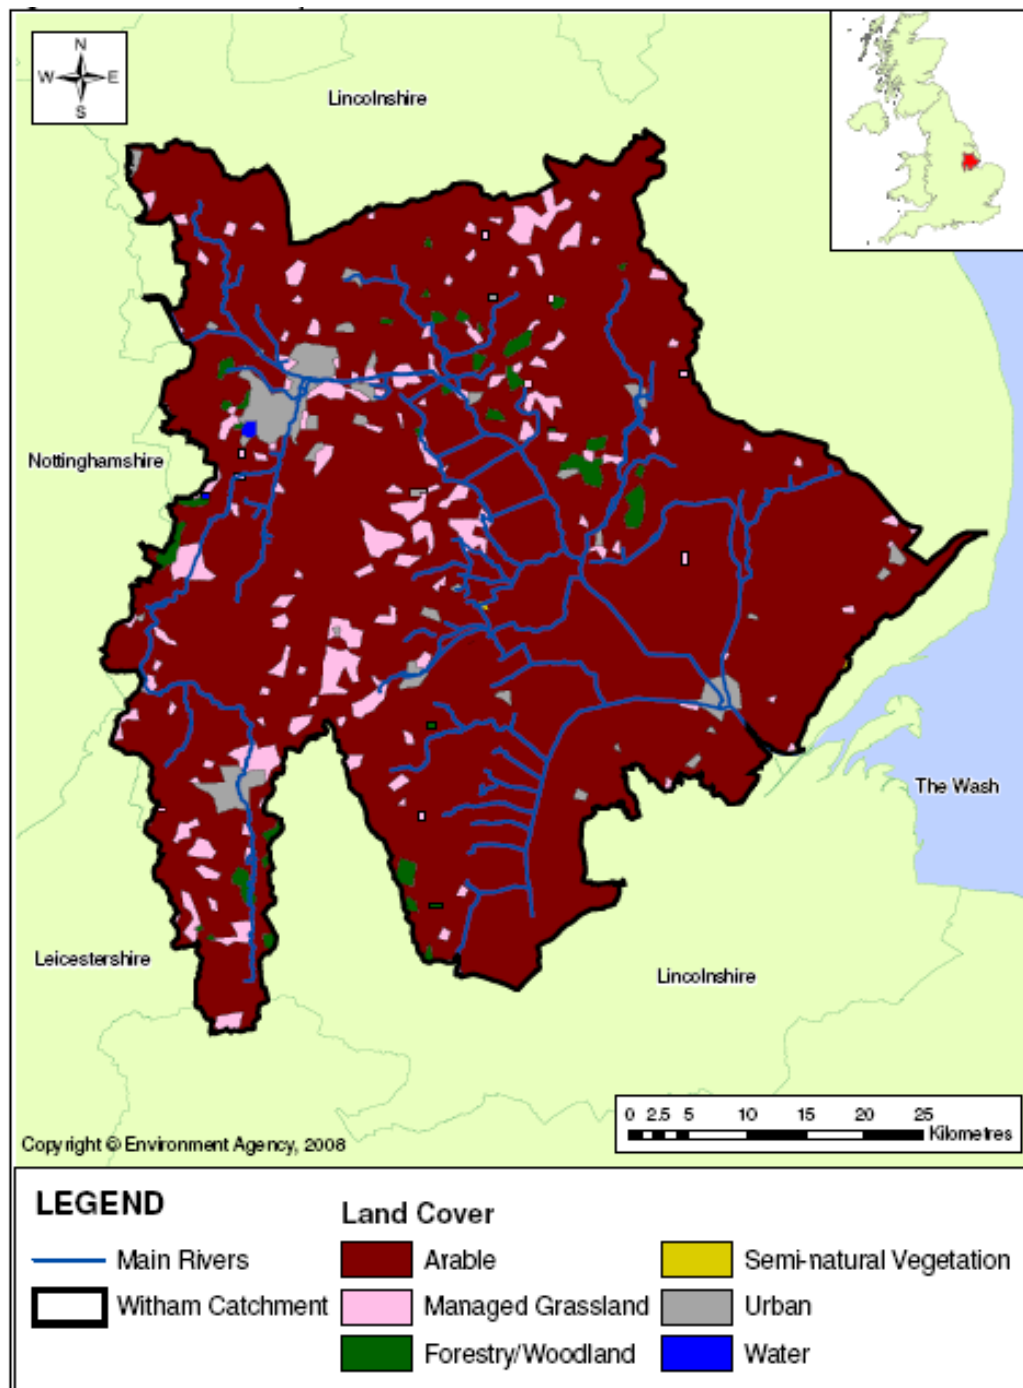 N
W E
S
Lincolnshire
Nottinghamshire
The Wash
Leicestershire
Lincolnshire
0 2.5 5 10 15 20 25
Kilometres
Copyright © Environment Agency, 2008
LEGEND
Land Cover
Main Rivers
Arable
Semi-natural Vegetation
Witham Catchment
Managed Grassland
Urban
Forestry/Woodland
Water